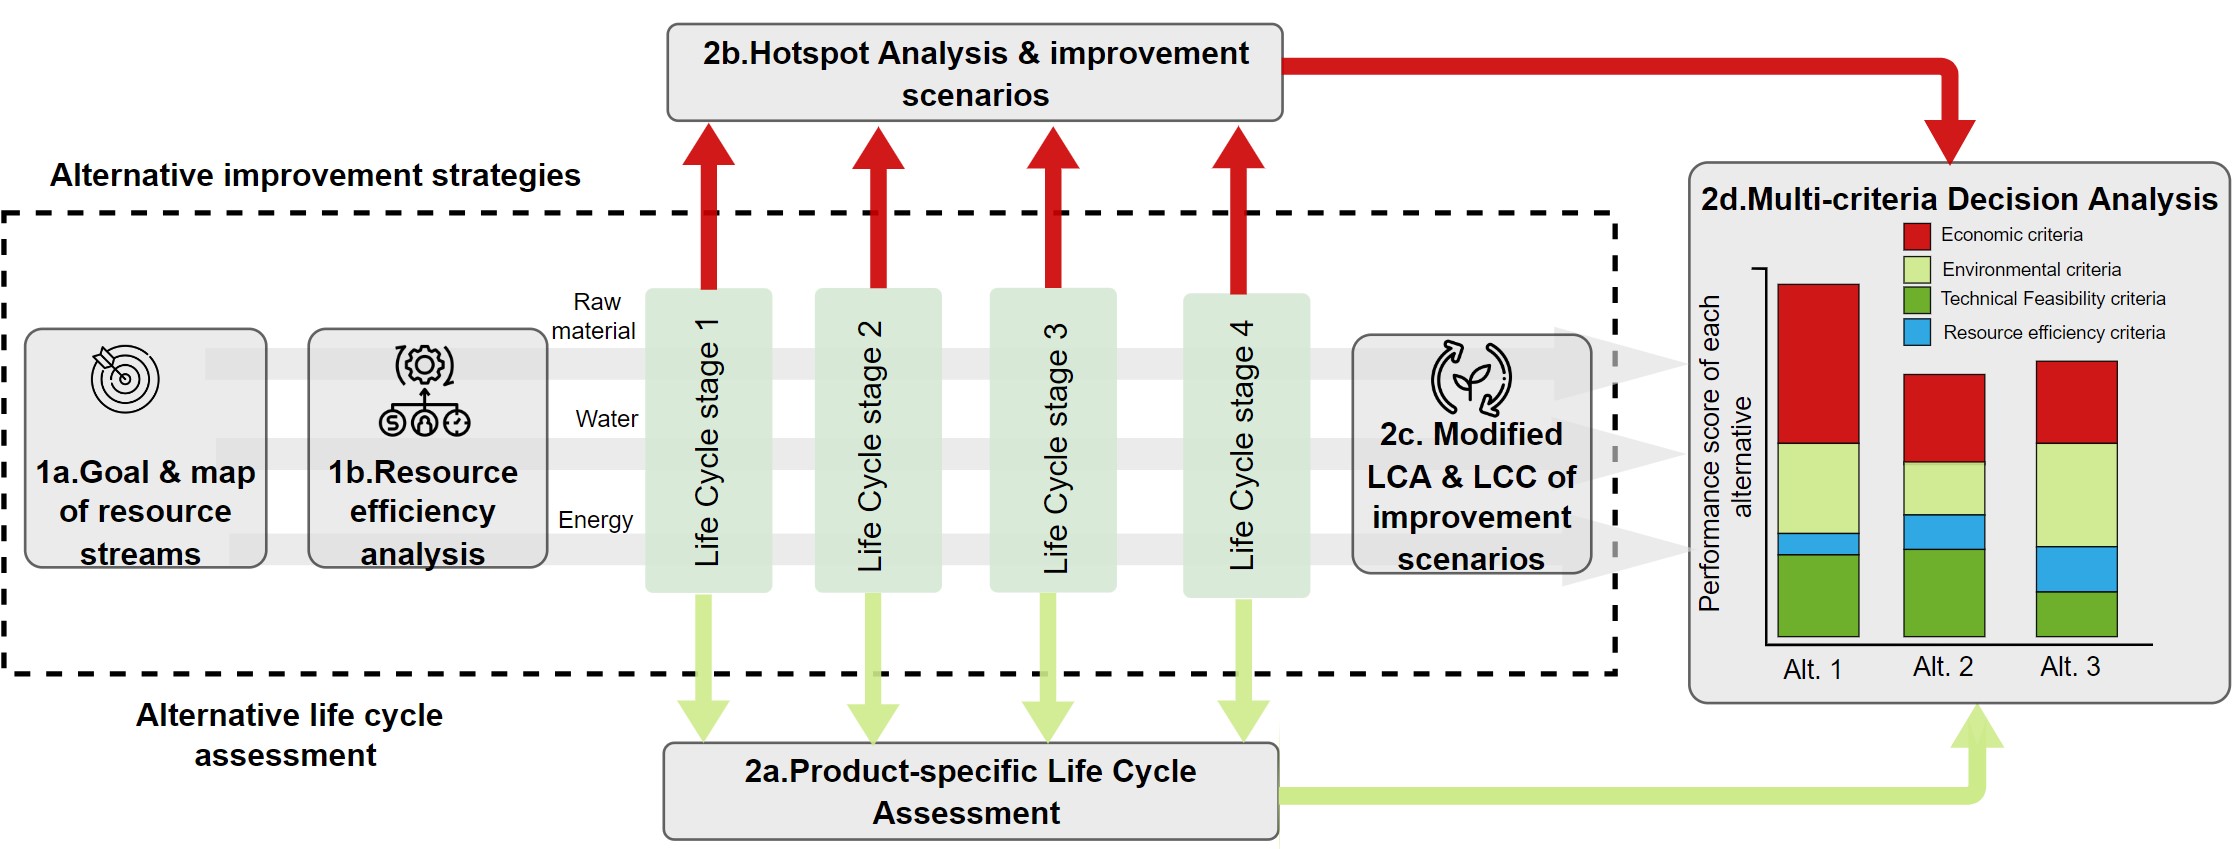 2b.Hotspot Analysis & improvement
scenarios
Alternative improvement strategies
1a.Goal & map
of resource
streams
1b.Resource
efficiency
analysis
Raw
material
Water
Energy
Life Cycle stage 1
Life Cycle stage 2
Life Cycle stage 3
Life Cycle stage 4
2c. Modified
LCA & LCC of
improvement
scenarios
2d.Multi-criteria Decision Analysis
Economic criteria
Environmental criteria
Technical Feasibility criteria
Resource efficiency criteria
Performance score of each
alternative
Alt. 1
Alt. 2
Alt. 3
Alternative life cycle
assessment
2a.Product-specific Life Cycle
Assessment